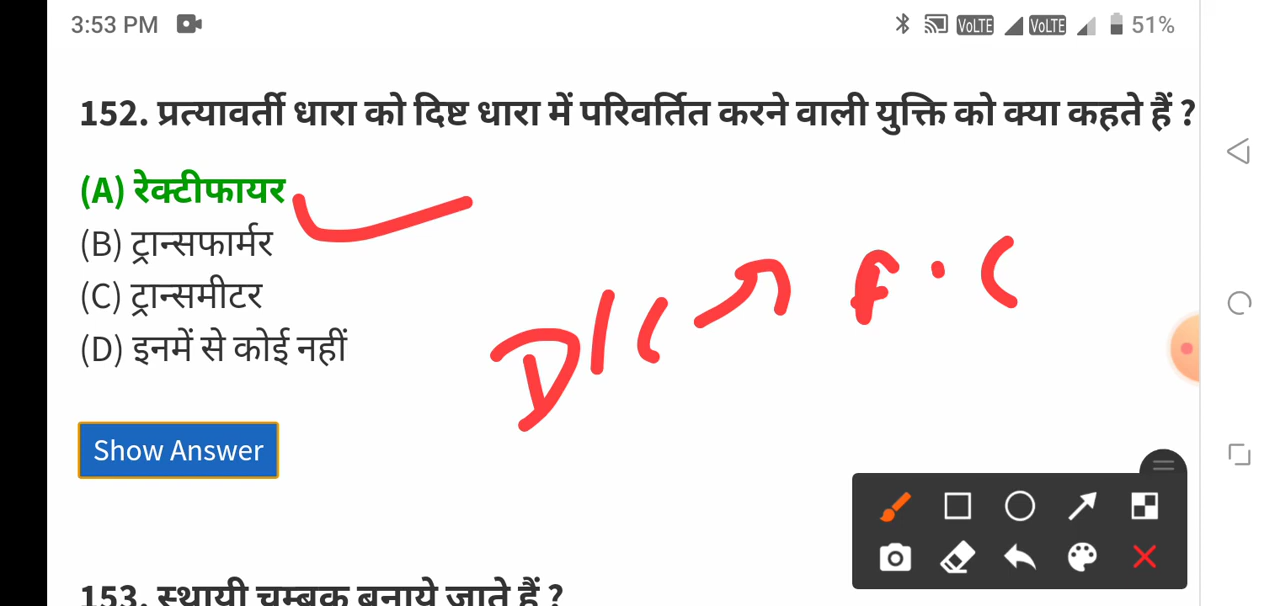 3:53 PM VoLTE VoLTE 51%
152. प्रत्यावर्ती धारा को दिष्ट धारा में परिवर्तित करने वाली युक्ति को क्या कहते हैं ?
(A) रेक्टीफायर
(B) ट्रान्सफार्मर
(C) ट्रान्समीटर
(D) इनमें से कोई नहीं
Show Answer
153. स्थायी चुम्बक बनाये जाते हैं ?